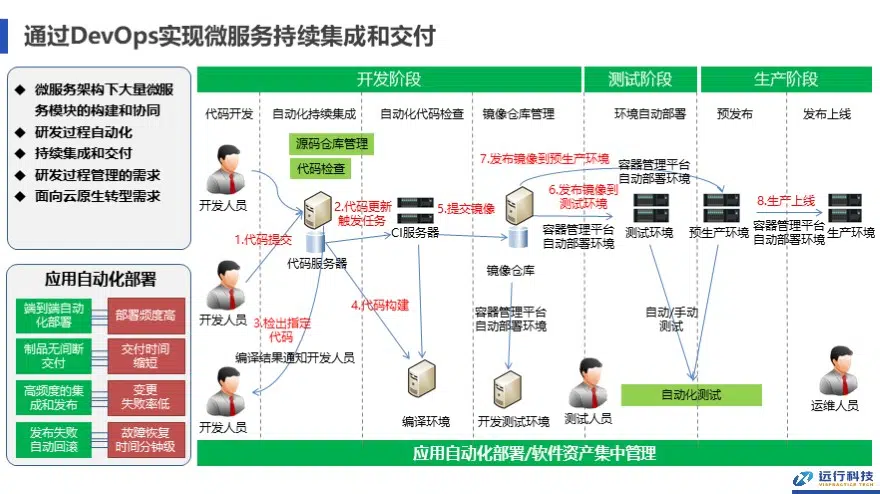 通过DevOps实现微服务持续集成和交付
微服务架构下大量微服
务模块的构建和协同
研发过程自动化
持续集成和交付
研发过程管理的需求
面向云原生转型需求
应用自动化部署
端到端自动
化部署
部署频度高
制品无间断
交付
交付时间
缩短
高频度的集
成和发布
变更
失败率低
发布失败
自动回滚
故障恢复
时间分钟级
开发阶段
测试阶段
生产阶段
代码开发
自动化持续集成
自动化代码检查
镜像仓库管理
环境自动部署
预发布
发布上线
源码仓库管理
代码检查
7.发布镜像到预生产环境
容器管理平台
自动部署环境
开发人员
2.代码更新
触发任务
5.提交镜像
6.发布镜像到
测试环境
8.生产上线
1.代码提交
CI服务器
容器管理平台
自动部署环境
测试环境
预生产环境
容器管理平台
自动部署环境
生产环境
代码服务器
镜像仓库
开发人员
3.检出指定
代码
4.代码构建
容器管理平台
自动部署环境
自动/手动
测试
编译结果通知开发人员
自动化测试
开发人员
编译环境
开发测试环境
测试人员
运维人员
应用自动化部署/软件资产集中管理
远行科技
VISPRACTICE TECH